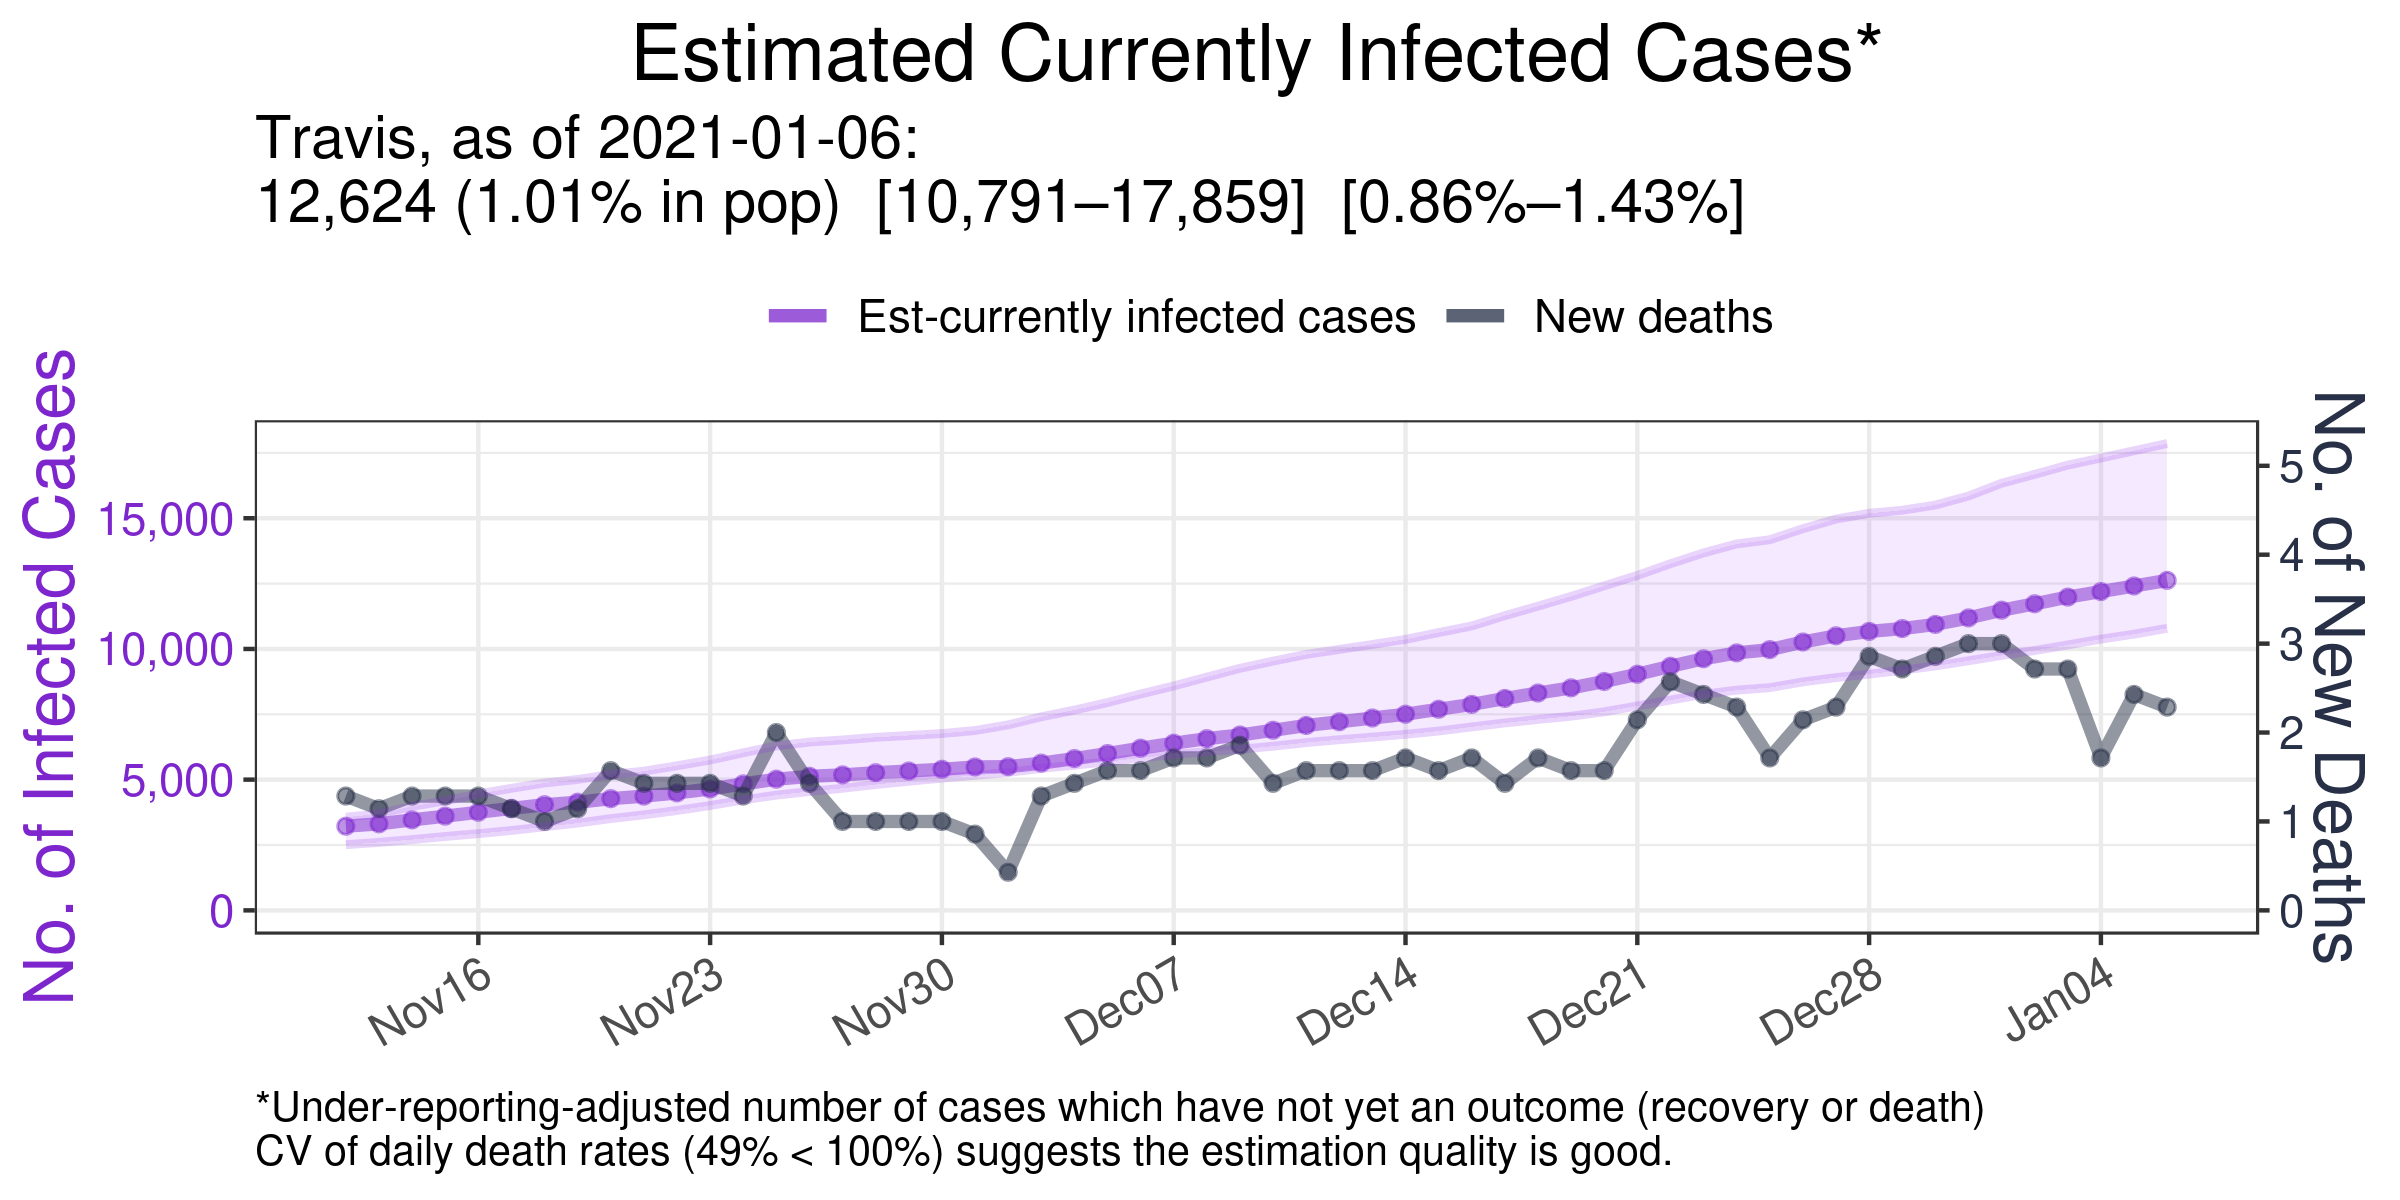 Estimated Currently Infected Cases*
Travis, as of 2021-01-06:
12,624 (1.01% in pop)  [10,791–17,859]  [0.86%–1.43%]
Est-currently infected cases
New deaths
No. of Infected Cases
15,000
10,000
5,000
0
5
4
3
2
1
0
No. of New Deaths
Nov16
Nov23
Nov30
Dec07
Dec14
Dec21
Dec28
Jan04
*Under-reporting-adjusted number of cases which have not yet an outcome (recovery or death)
CV of daily death rates (49% < 100%) suggests the estimation quality is good.